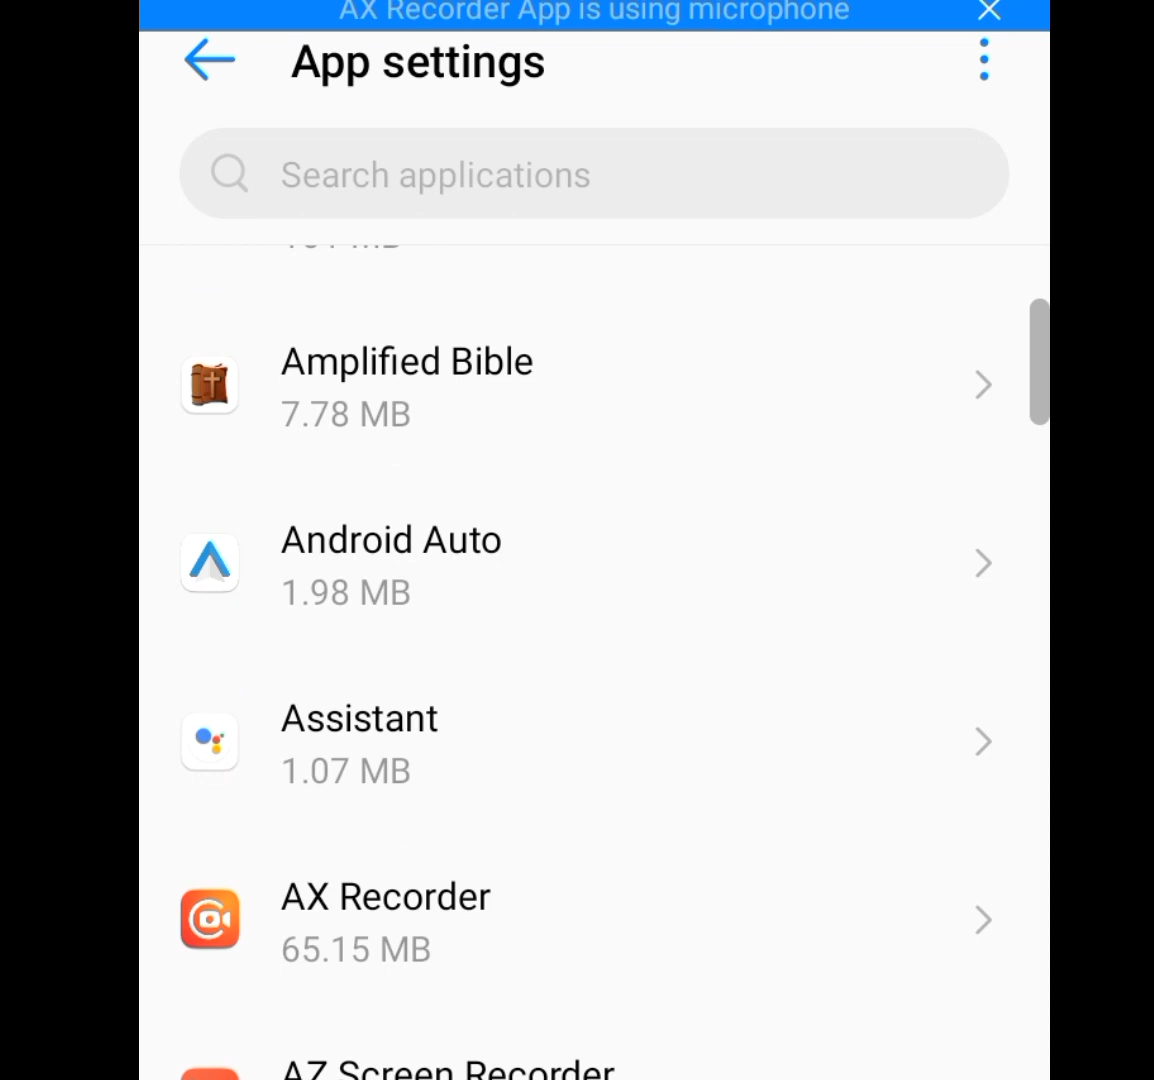 AX Recorder App is using microphone
App settings
Search applications
Amplified Bible
7.78 MB
Android Auto
1.98 MB
Assistant
1.07 MB
AX Recorder
65.15 MB
AZ Screen Recorder